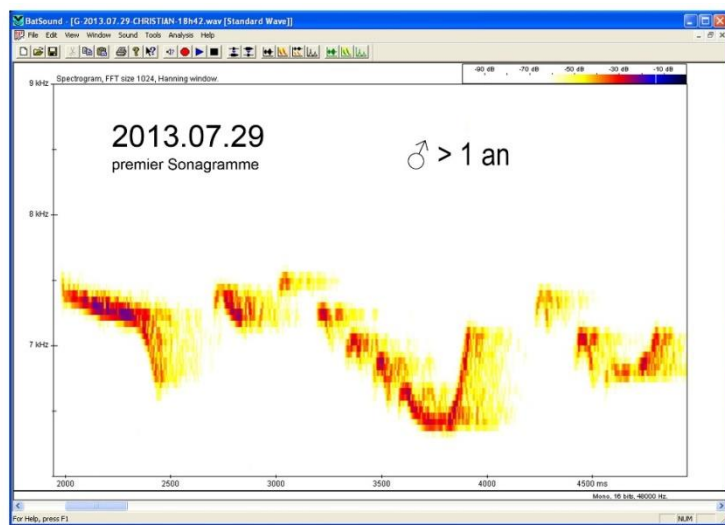 BatSound - [G-2013.07.29-CHRISTIAN-18h42.wav [Standard Wave]]
File Edit View Window Sound Tools Analysis Help
Spectrogram, FFT size 1024, Hanning window.
-90 dB -70 dB -50 dB -30 dB -10 dB
9 kHz
2013.07.29
premier Sonagramme
♂ > 1 an
8 kHz
7 kHz
2000 2500 3000 3500 4000 4500 ms
Mono, 16 bits, 48000 Hz.
For Help, press F1
NUM